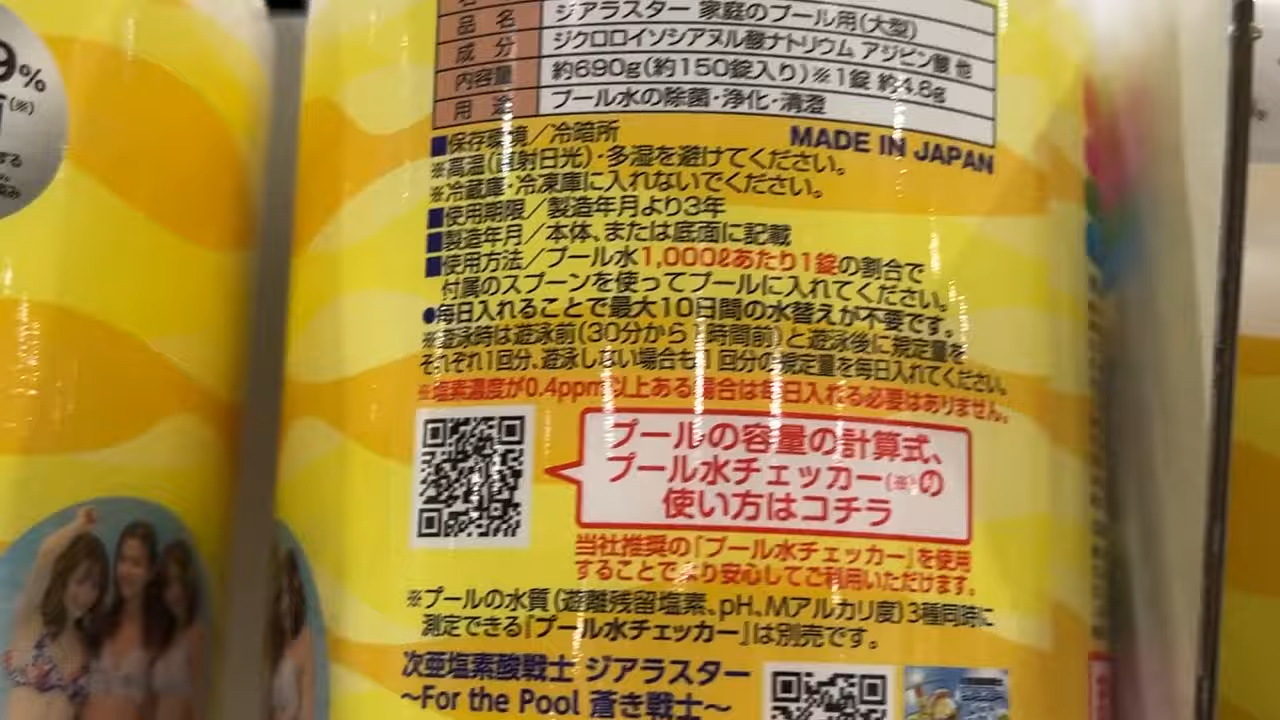 9%
(※)
品 名 ジアラスター 家庭のプール用(大型)
成 分 ジクロロイソシアヌル酸ナトリウム アジピン酸 他
内容量 約690g(約150錠入り)※1錠 約4.6g
用 途 プール水の除菌・浄化・清澄
MADE IN JAPAN
■保存環境／冷暗所
※高温(直射日光)・多湿を避けてください。
※冷蔵庫・冷凍庫に入れないでください。
■使用期限／製造年月より3年
■製造年月／本体、または底面に記載
■使用方法／プール水1,000ℓあたり1錠の割合で
付属のスプーンを使ってプールに入れてください。
●毎日入れることで最大10日間の水替えが不要です。
※遊泳時は遊泳前(30分から1時間前)と遊泳後に規定量を
それぞれ1回分、遊泳しない場合も1回分の規定量を毎日入れてください。
※塩素濃度が0.4ppm以上ある場合は毎日入れる必要はありません。
プールの容量の計算式、
プール水チェッカー(※)の
使い方はコチラ
当社推奨の「プール水チェッカー」を使用
することでより安心してご利用いただけます。
※プールの水質(遊離残留塩素、pH、Mアルカリ度)3種同時に
測定できる「プール水チェッカー」は別売です。
次亜塩素酸戦士 ジアラスター
～For the Pool 蒼き戦士～